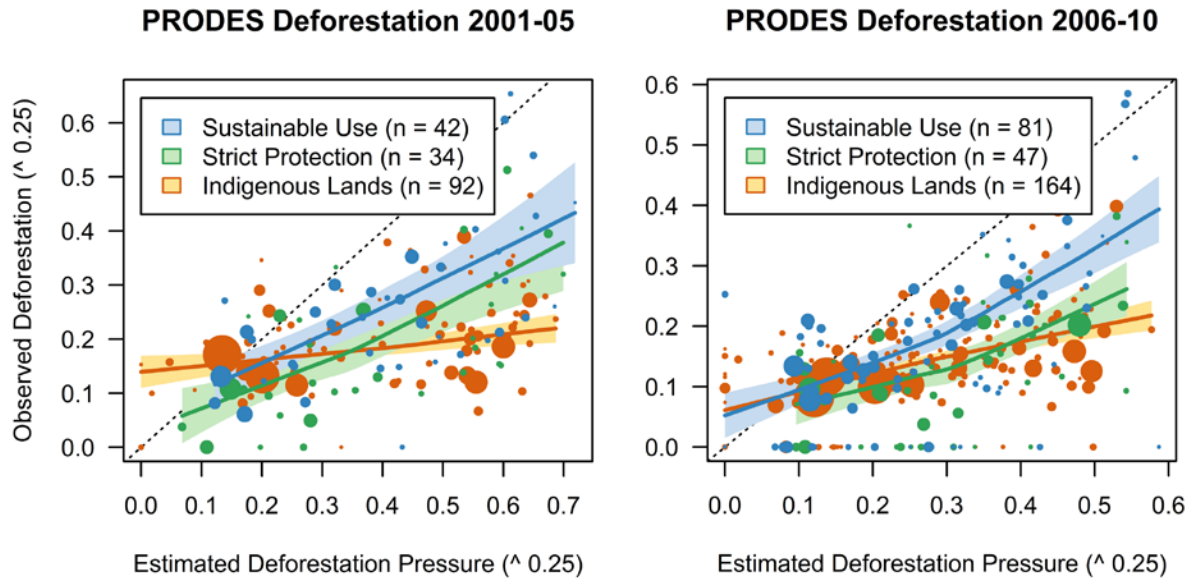 PRODES Deforestation 2001-05
PRODES Deforestation 2006-10
Observed Deforestation (^ 0.25)
0.6
0.5
0.4
0.3
0.2
0.1
0.0
Sustainable Use (n = 42)
Strict Protection (n = 34)
Indigenous Lands (n = 92)
0.0 0.1 0.2 0.3 0.4 0.5 0.6 0.7
Estimated Deforestation Pressure (^ 0.25)
0.6
0.5
0.4
0.3
0.2
0.1
0.0
Sustainable Use (n = 81)
Strict Protection (n = 47)
Indigenous Lands (n = 164)
0.0 0.1 0.2 0.3 0.4 0.5 0.6
Estimated Deforestation Pressure (^ 0.25)